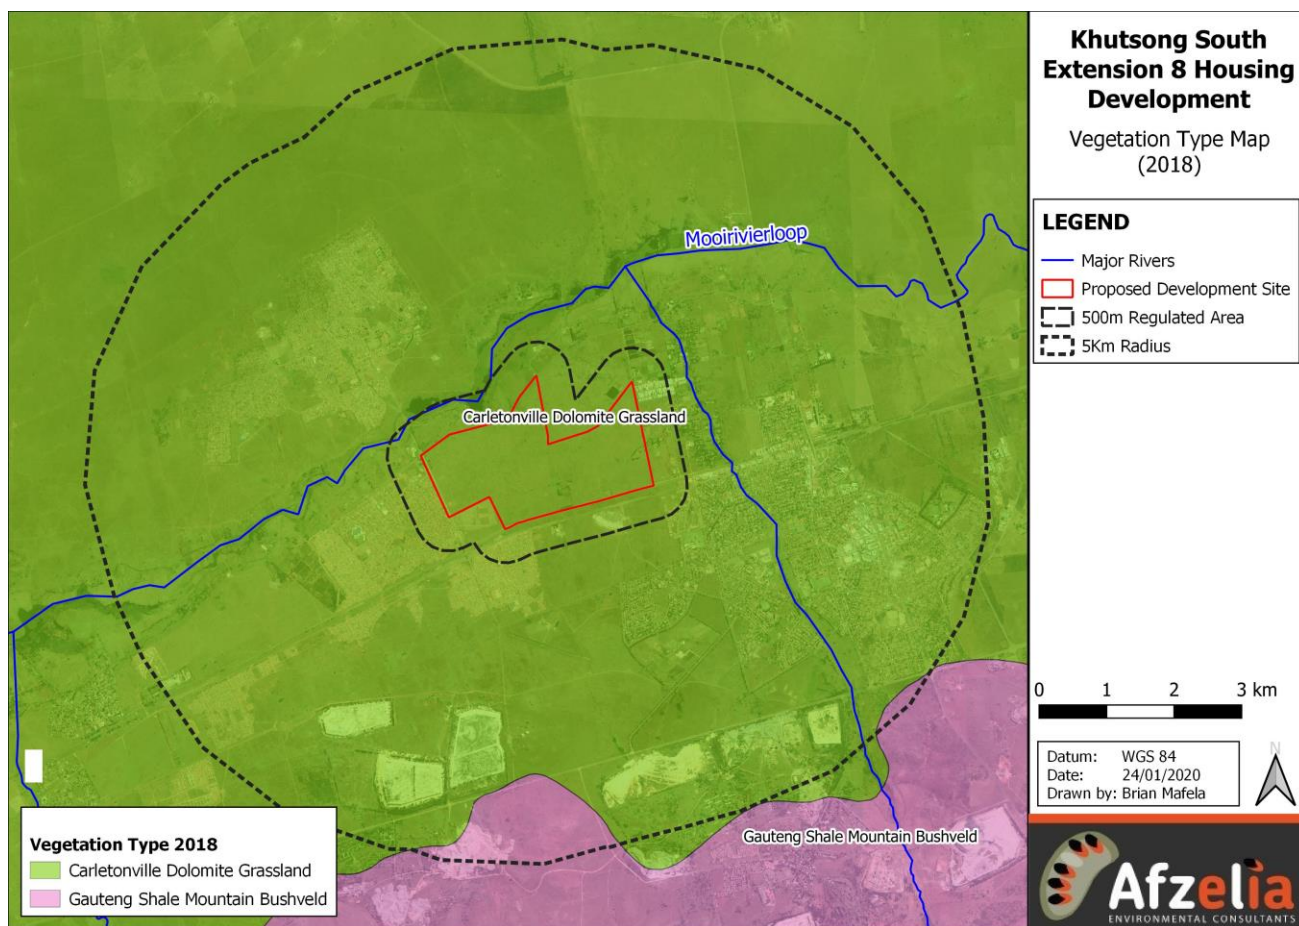 Khutsong South
Extension 8 Housing
Development
Vegetation Type Map
(2018)
LEGEND
Major Rivers
Proposed Development Site
500m Regulated Area
5Km Radius
Mooirivierloop
Carletonville Dolomite Grassland
Gauteng Shale Mountain Bushveld
Vegetation Type 2018
Carletonville Dolomite Grassland
Gauteng Shale Mountain Bushveld
0 1 2 3 km
Datum: WGS 84
Date: 24/01/2020
Drawn by: Brian Mafela
N
Afzelia
ENVIRONMENTAL CONSULTANTS